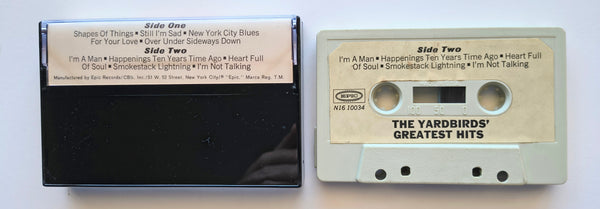 Side One
Shapes Of Things ▪ Still I'm Sad ▪ New York City Blues
For Your Love ▪ Over Under Sideways Down
Side Two
I'm A Man ▪ Happenings Ten Years Time Ago ▪ Heart Full
Of Soul ▪ Smokestack Lightning ▪ I'm Not Talking
Manufactured by Epic Records/CBS, Inc./51 W. 52 Street, New York City/® "Epic," Marca Reg. T.M.
Side Two
I'm A Man ▪ Happenings Ten Years Time Ago ▪ Heart Full
Of Soul ▪ Smokestack Lightning ▪ I'm Not Talking
EPIC
N16 10034
THE YARDBIRDS'
GREATEST HITS